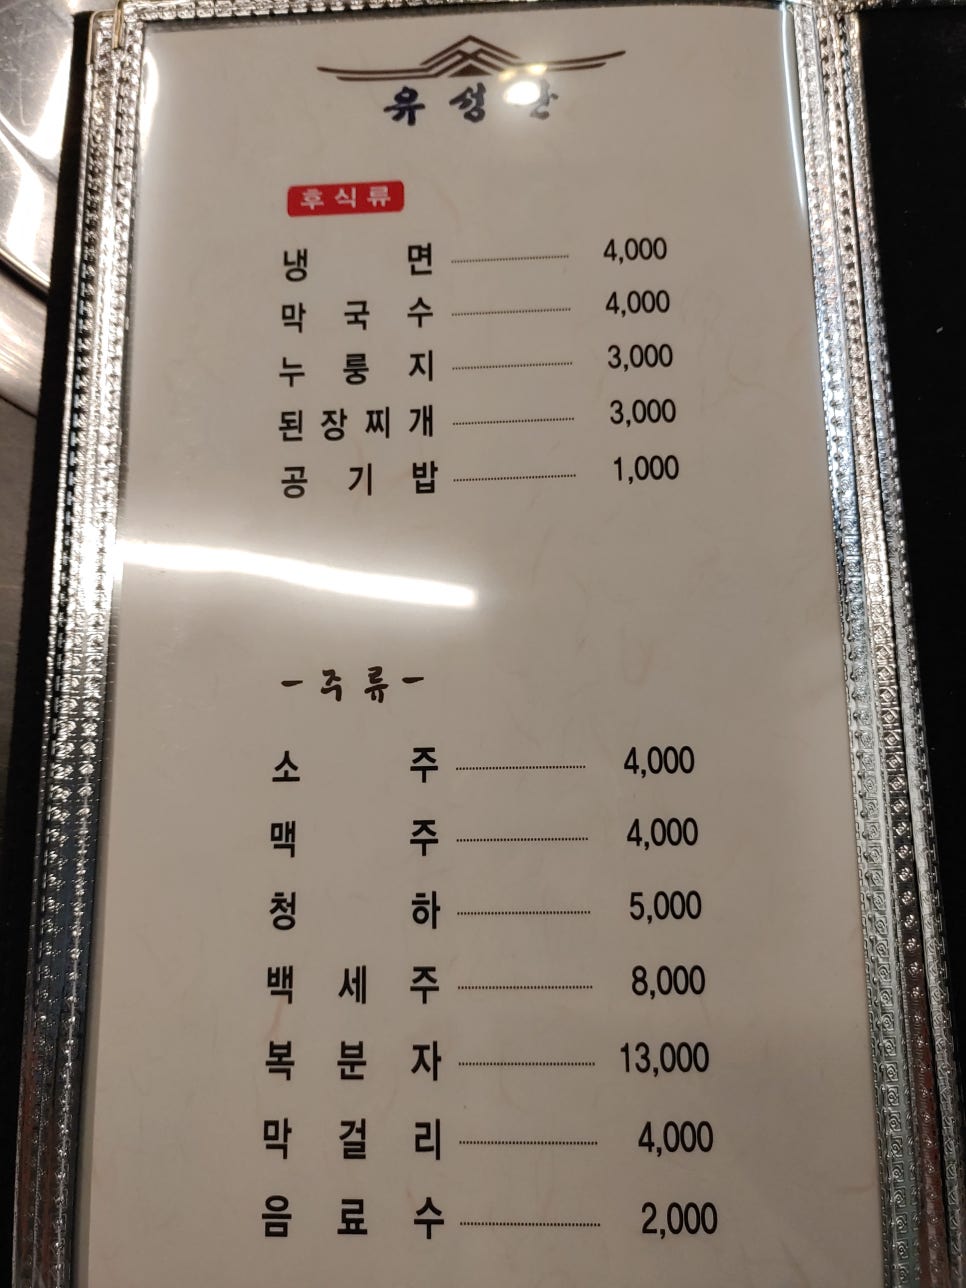 유성
후식류
냉면 4,000
막국수 4,000
누룽지 3,000
된장찌개 3,000
공기밥 1,000
-주류-
소주 4,000
맥주 4,000
청하 5,000
백세주 8,000
복분자 13,000
막걸리 4,000
음료수 2,000